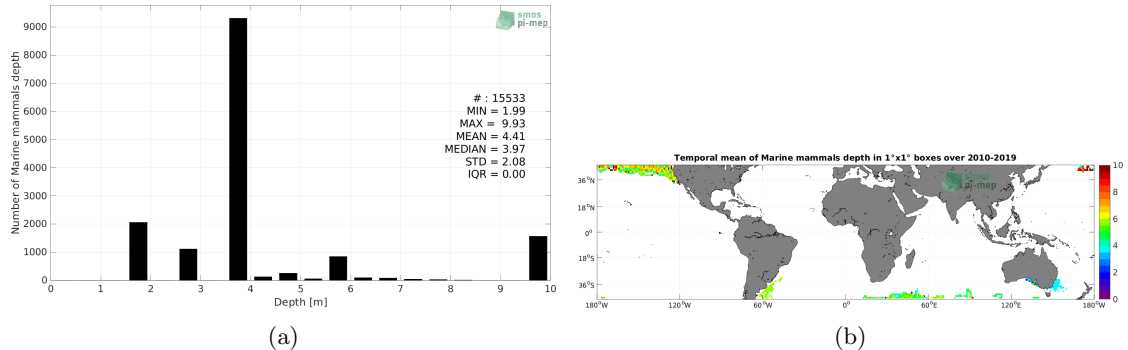 smos
pi-mep
Number of Marine mammals depth
9000
8000
7000
6000
5000
4000
3000
2000
1000
0
# : 15533
MIN = 1.99
MAX = 9.93
MEAN = 4.41
MEDIAN = 3.97
STD = 2.08
IQR = 0.00
0 1 2 3 4 5 6 7 8 9 10
Depth [m]
(a)
Temporal mean of Marine mammals depth in 1°x1° boxes over 2010-2019
smos
pi-mep
36°N
18°N
0°
18°S
36°S
180°W 120°W 60°W 0° 60°E 120°E 180°E
10
8
6
4
2
0
(b)